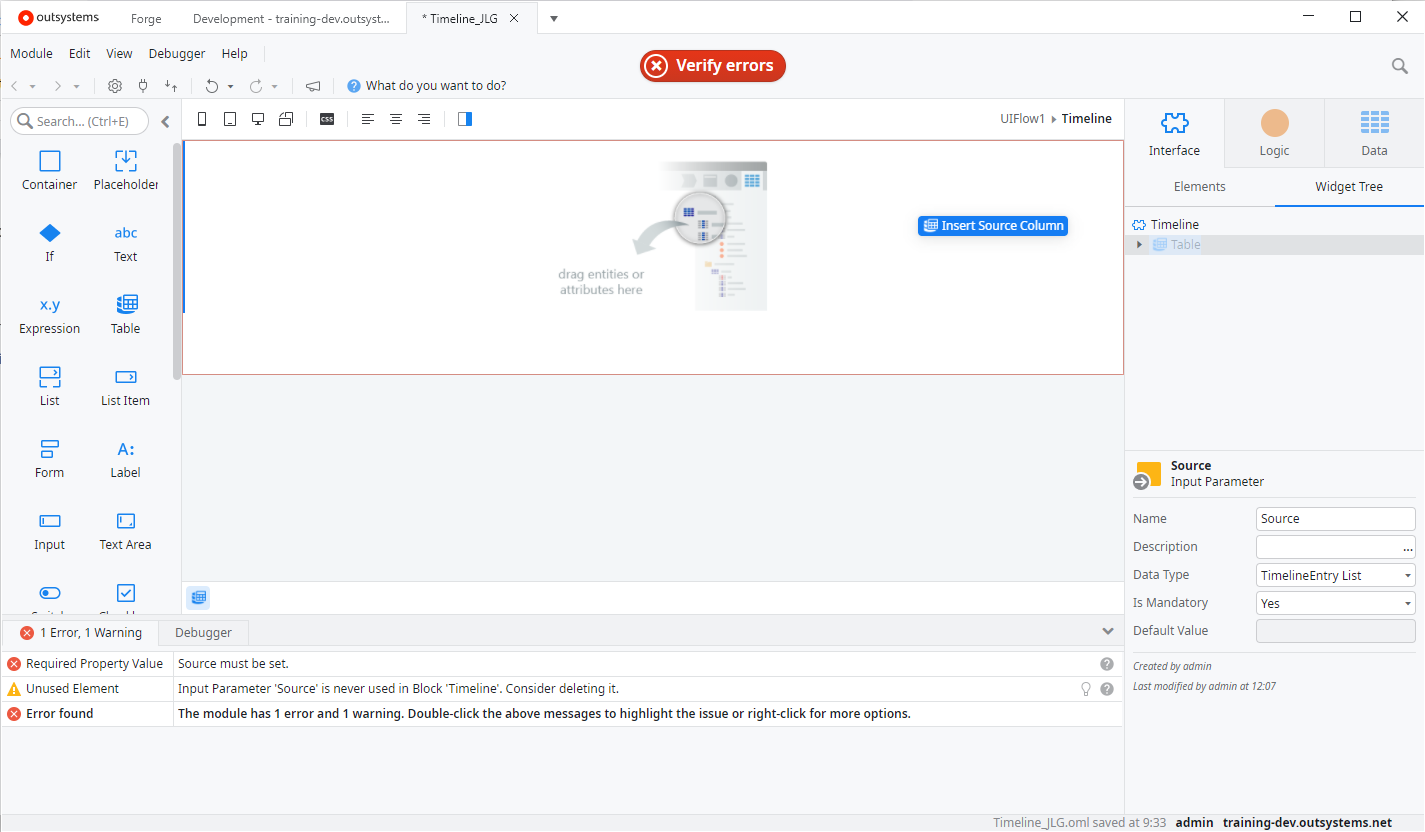 outsystems Forge Development - training-dev.outsyst... * Timeline_JLG
Module Edit View Debugger Help
Verify errors
What do you want to do?
Search... (Ctrl+E)
css
UIFlow1 Timeline
Interface Logic Data
Elements Widget Tree
Container Placeholder
If
abc Text
x.y Expression
Table
List List Item
Form
A: Label
Input Text Area
drag entities or
attributes here
Insert Source Column
Timeline
Table
Source
Input Parameter
Name Source
Description ...
Data Type TimelineEntry List
Is Mandatory Yes
Default Value
Created by admin
Last modified by admin at 12:07
1 Error, 1 Warning Debugger
Required Property Value Source must be set.
Unused Element Input Parameter 'Source' is never used in Block 'Timeline'. Consider deleting it.
Error found The module has 1 error and 1 warning. Double-click the above messages to highlight the issue or right-click for more options.
Timeline_JLG.oml saved at 9:33 admin training-dev.outsystems.net